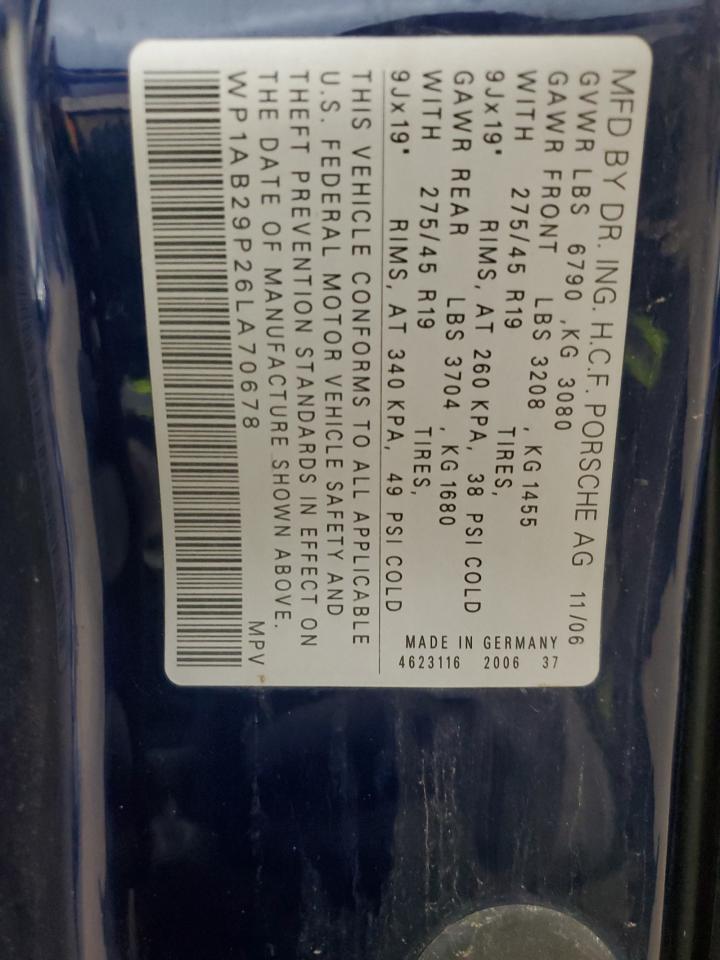 MFD BY DR. ING. H.C.F. PORSCHE AG 11/06
GVWR LBS 6790 ,KG 3080
GAWR FRONT LBS 3208 , KG 1455
WITH 275/45 R19 TIRES,
9Jx19" RIMS, AT 260 KPA, 38 PSI COLD
GAWR REAR LBS 3704 , KG 1680
WITH 275/45 R19 TIRES,
9Jx19" RIMS, AT 340 KPA, 49 PSI COLD
MADE IN GERMANY
4623116 2006 37
THIS VEHICLE CONFORMS TO ALL APPLICABLE
U.S. FEDERAL MOTOR VEHICLE SAFETY AND
THEFT PREVENTION STANDARDS IN EFFECT ON
THE DATE OF MANUFACTURE SHOWN ABOVE.
WP1AB29P26LA70678 MPV